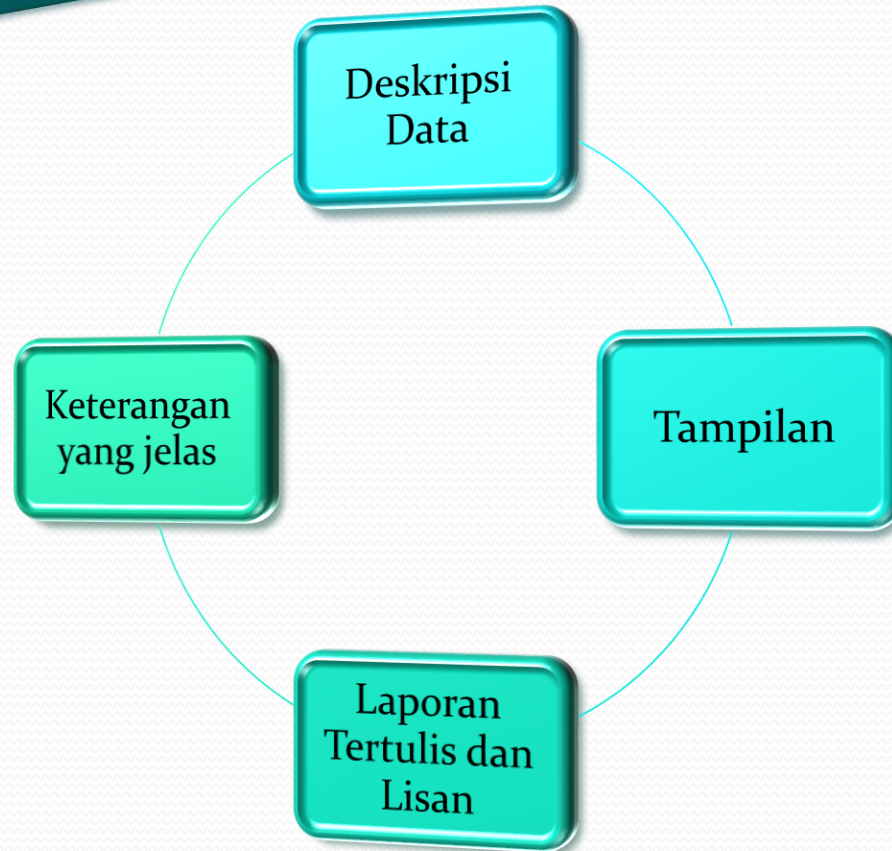 Deskripsi
Data
Tampilan
Laporan
Tertulis dan
Lisan
Keterangan
yang jelas